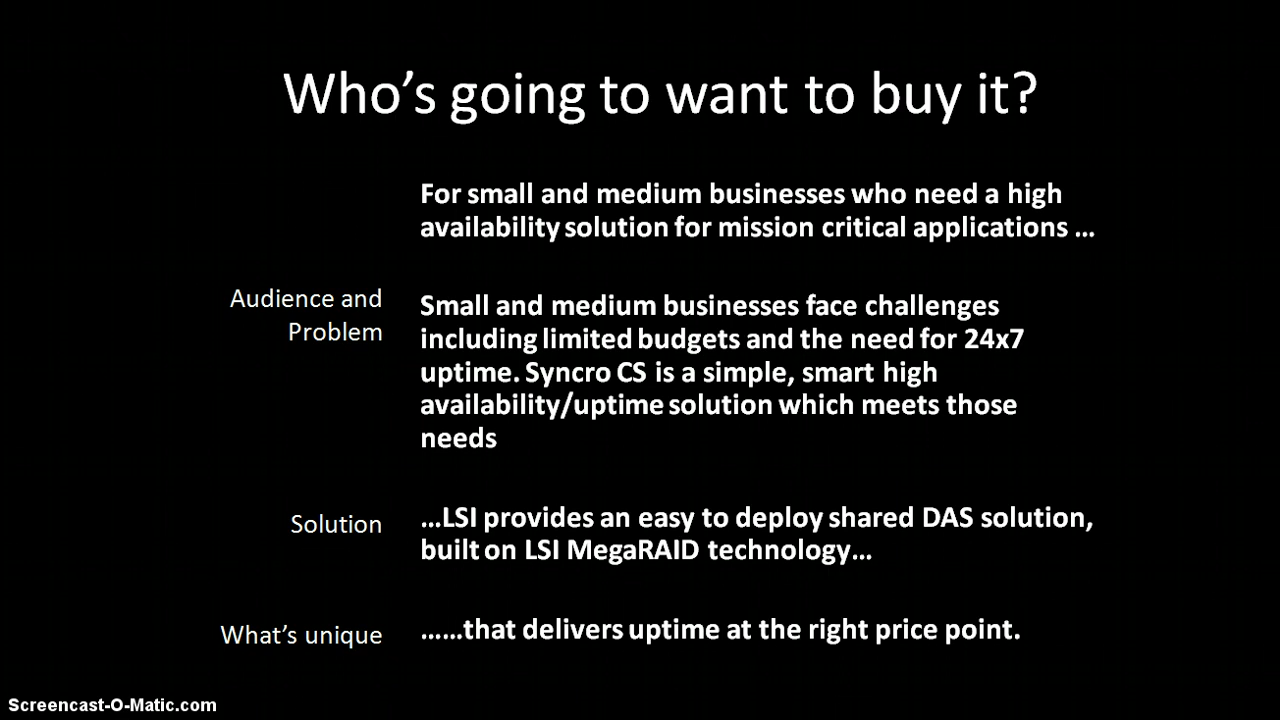 Who's going to want to buy it?
For small and medium businesses who need a high
availability solution for mission critical applications ...
Audience and
Problem
Small and medium businesses face challenges
including limited budgets and the need for 24x7
uptime. Syncro CS is a simple, smart high
availability/uptime solution which meets those
needs
Solution
...LSI provides an easy to deploy shared DAS solution,
built on LSI MegaRAID technology...
What's unique
......that delivers uptime at the right price point.
Screencast-O-Matic.com